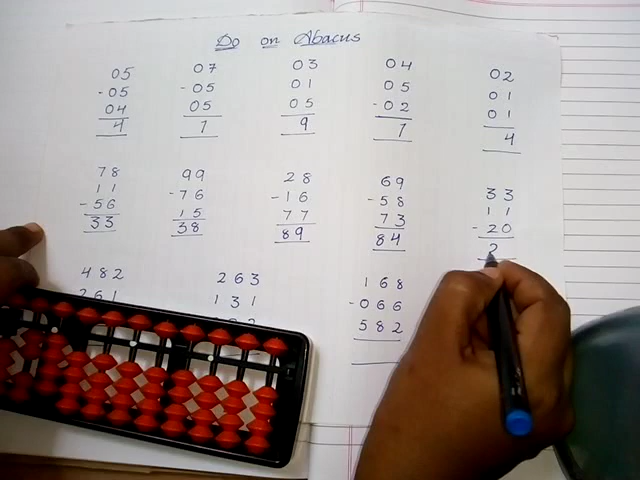 Do on Abacus
05 07 03 04 02
-05 -05 01 05 01
04 05 05 -02 01
4 7 9 7 4
78 99 28 69 33
11 -76 -16 -58 11
-56 15 77 73 -20
33 38 89 84 2
482 263 168
261 131 -066
582